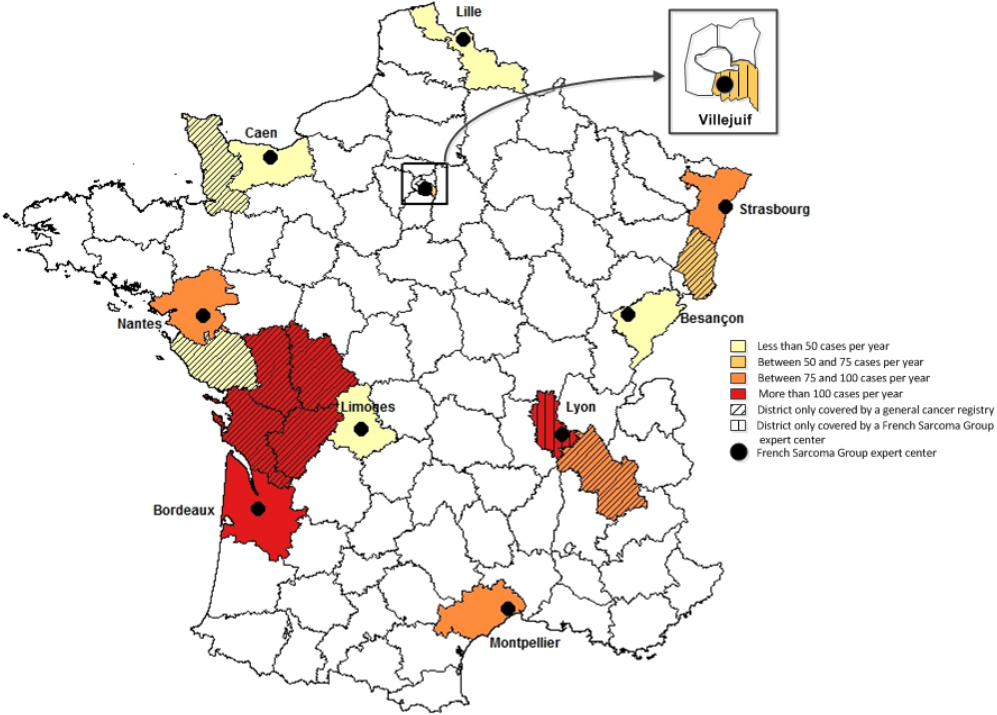 Lille
Villejuif
Caen
Strasbourg
Nantes
Besançon
Less than 50 cases per year
Between 50 and 75 cases per year
Between 75 and 100 cases per year
More than 100 cases per year
District only covered by a general cancer registry
District only covered by a French Sarcoma Group
expert center
French Sarcoma Group expert center
Limoges
Lyon
Bordeaux
Montpellier